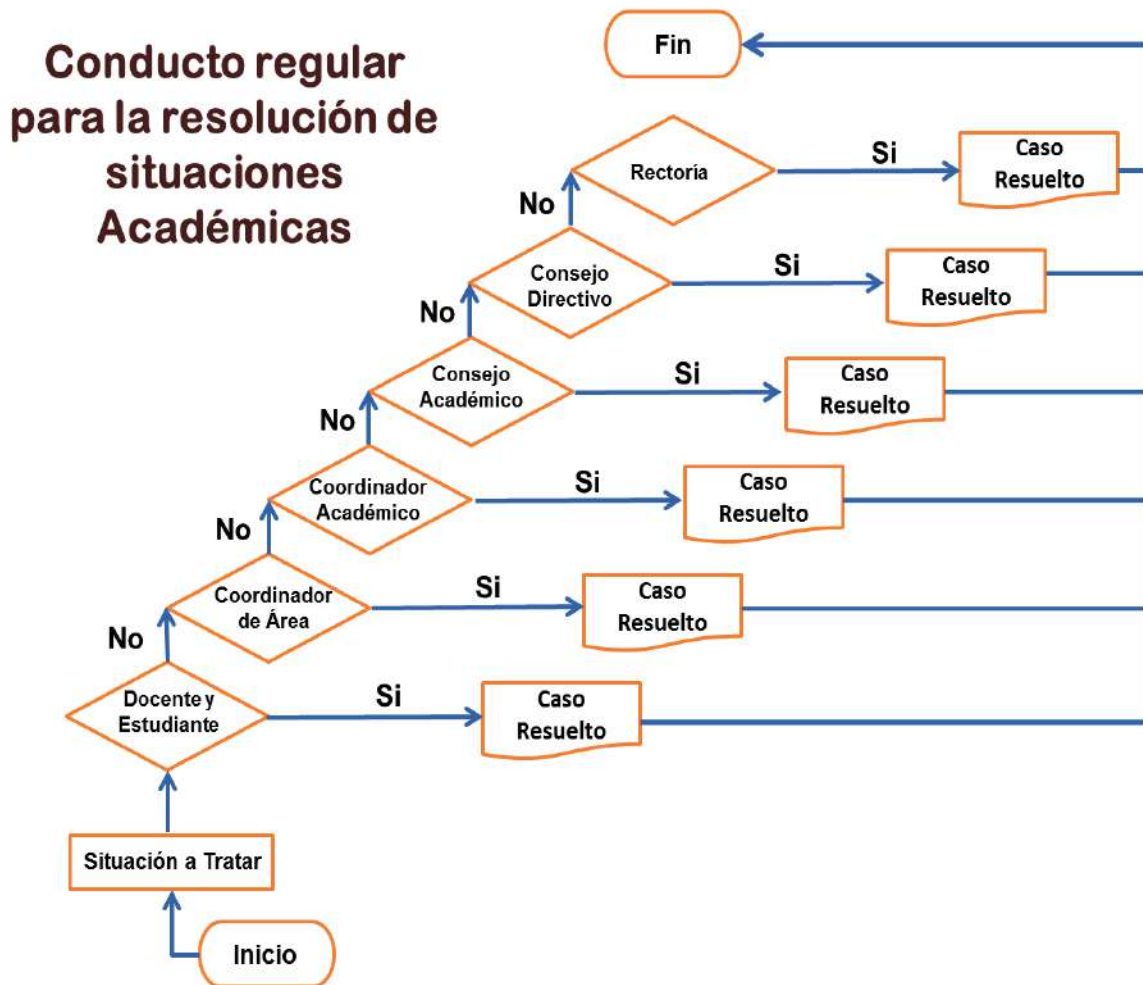 Conducto regular
para la resolución de
situaciones
Académicas
Fin
Rectoría
Si
Caso
Resuelto
No
Consejo
Directivo
Si
Caso
Resuelto
No
Consejo
Académico
Si
Caso
Resuelto
No
Coordinador
Académico
Si
Caso
Resuelto
No
Coordinador
de Área
Si
Caso
Resuelto
No
Docente y
Estudiante
Si
Caso
Resuelto
Situación a Tratar
Inicio